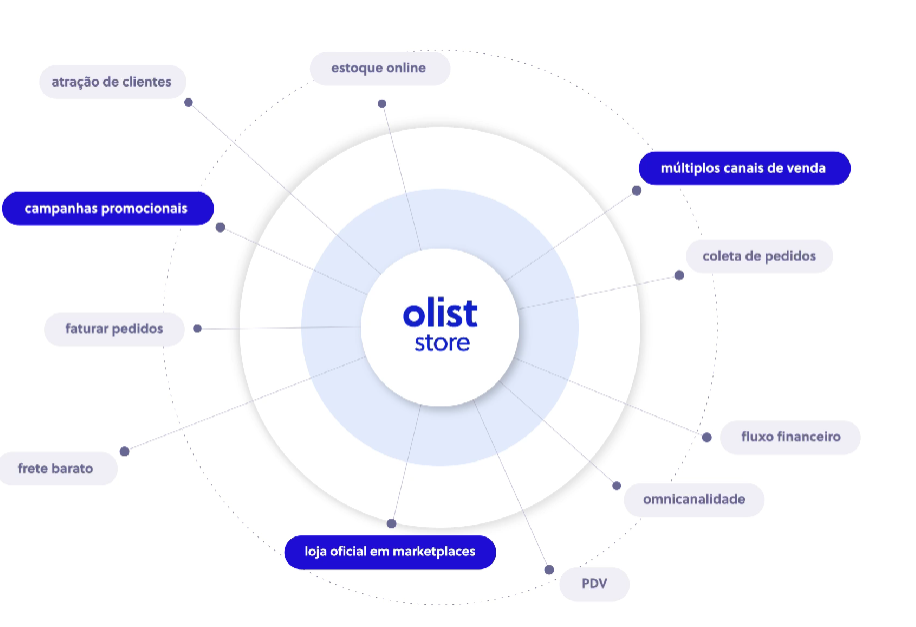 estoque online
atração de clientes
múltiplos canais de venda
campanhas promocionais
coleta de pedidos
olist
store
faturar pedidos
fluxo financeiro
frete barato
omnicanalidade
loja oficial em marketplaces
PDV